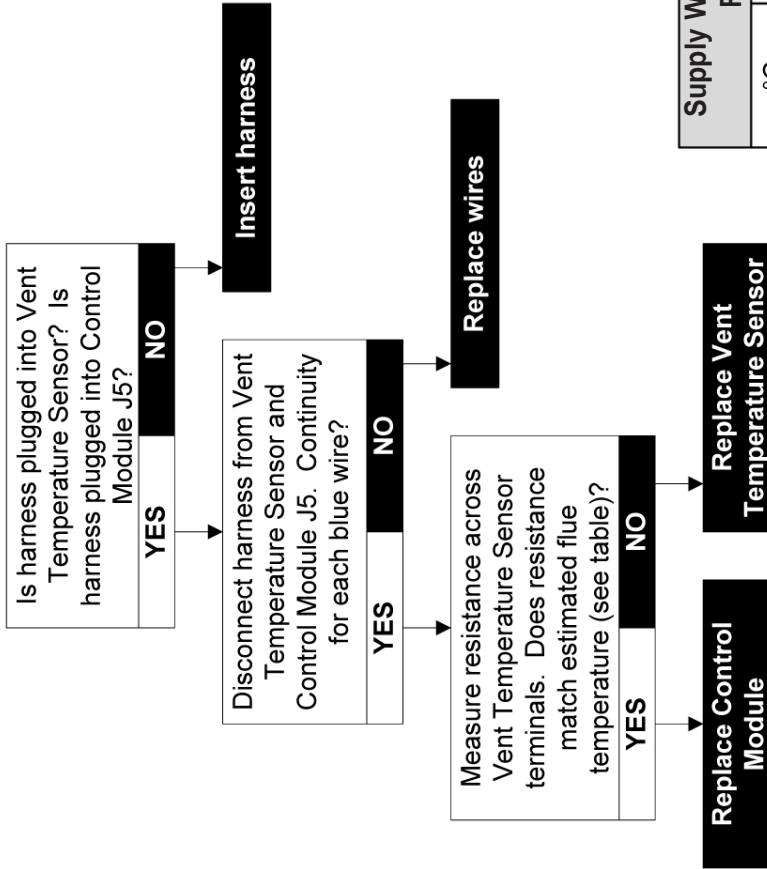 Is harness plugged into Vent
Temperature Sensor? Is
harness plugged into Control
Module J5?
YES
NO
Insert harness
Disconnect harness from Vent
Temperature Sensor and
Control Module J5. Continuity
for each blue wire?
YES
NO
Replace wires
Measure resistance across
Vent Temperature Sensor
terminals. Does resistance
match estimated flue
temperature (see table)?
YES
NO
Replace Control
Module
Replace Vent
Temperature Sensor
Supply